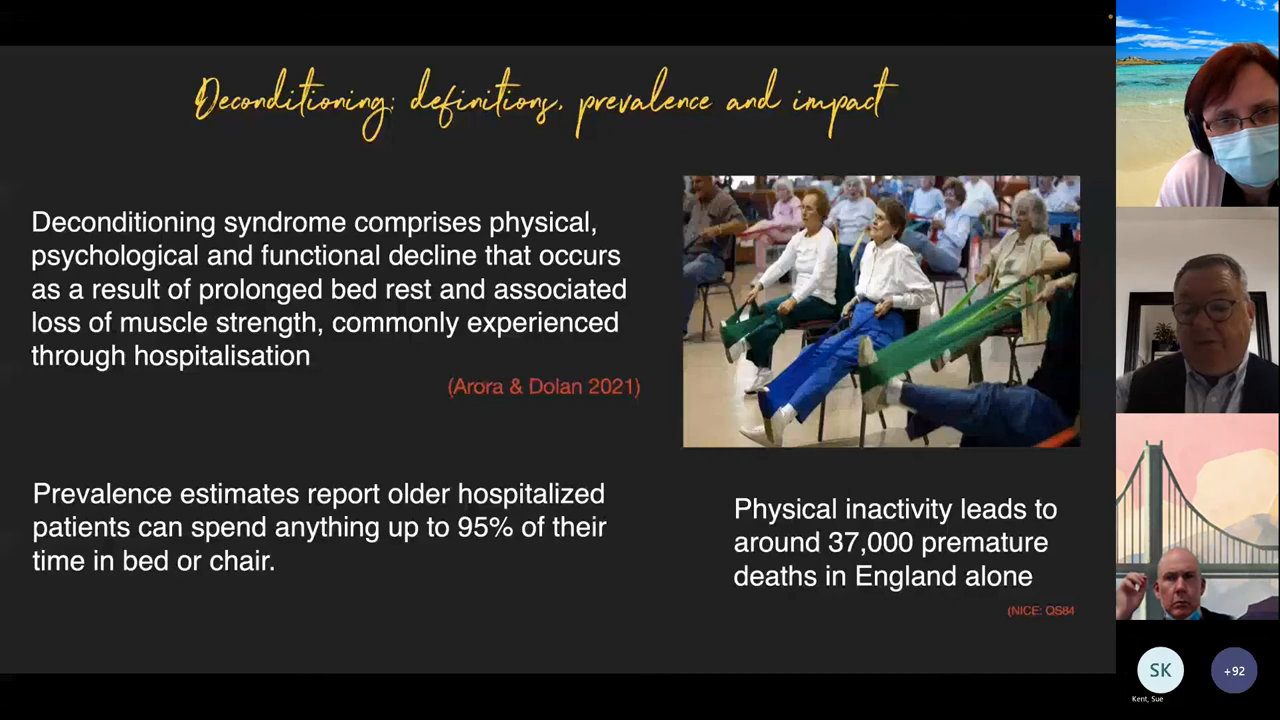 Deconditioning: definitions, prevalence and impact
Deconditioning syndrome comprises physical,
psychological and functional decline that occurs
as a result of prolonged bed rest and associated
loss of muscle strength, commonly experienced
through hospitalisation
(Arora & Dolan 2021)
Prevalence estimates report older hospitalized
patients can spend anything up to 95% of their
time in bed or chair.
Physical inactivity leads to
around 37,000 premature
deaths in England alone
(NICE: QS84
SK
+92
Kent, Sue